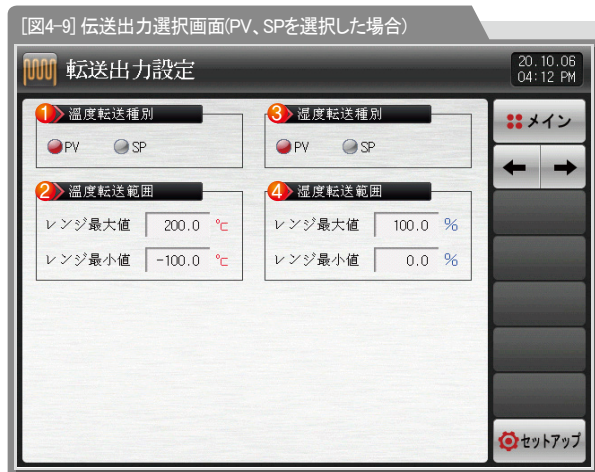 [図4-9] 伝送出力選択画面(PV、SPを選択した場合)
転送出力設定
20.10.06
04:12 PM
1 温度転送種別
PV SP
2 温度転送範囲
レンジ最大値 200.0 ℃
レンジ最小値 -100.0 ℃
3 湿度転送種別
PV SP
4 湿度転送範囲
レンジ最大値 100.0 %
レンジ最小値 0.0 %
メイン
← →
セットアップ